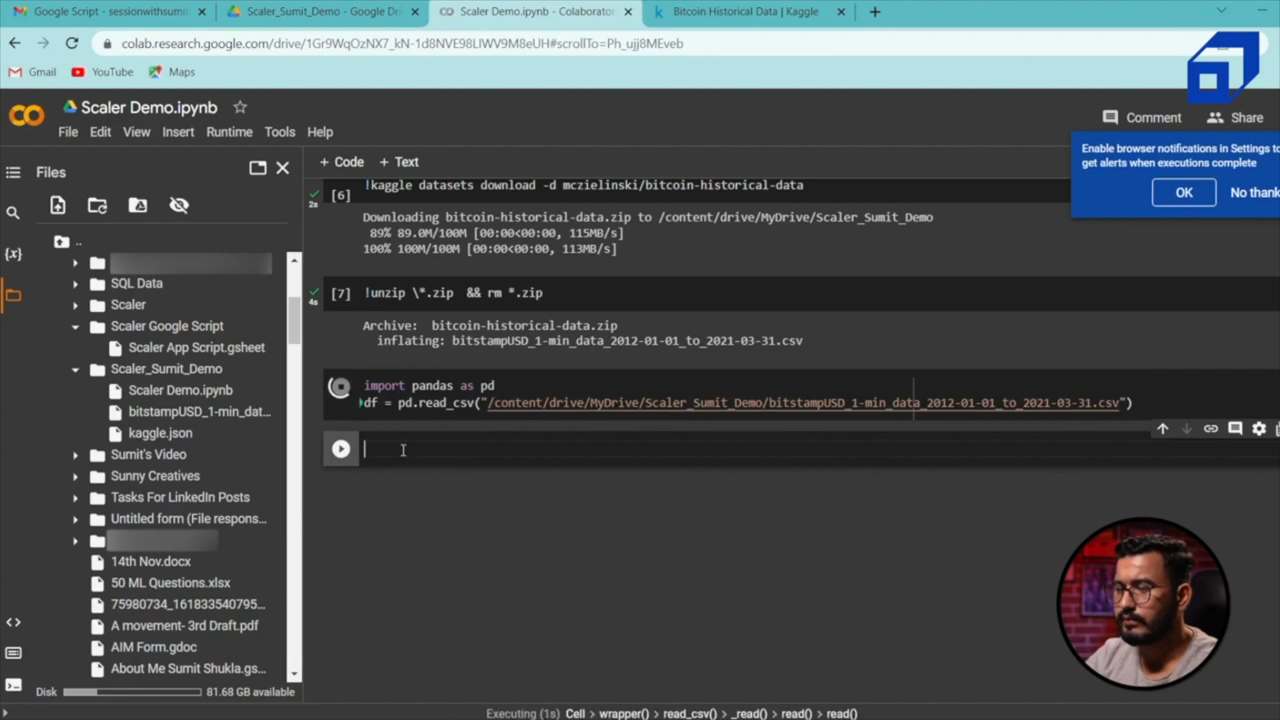 Google Script - sessionwithsumit
Scaler_Sumit_Demo - Google Dri
Scaler Demo.ipynb - Colaborator
Bitcoin Historical Data | Kaggle
colab.research.google.com/drive/1Gr9WqOzNX7_kN-1d8NVE98LIWV9M8eUH#scrollTo=Ph_ujj8MEveb
Gmail
YouTube
Maps
Scaler Demo.ipynb
File Edit View Insert Runtime Tools Help
Comment
Share
Enable browser notifications in Settings to
get alerts when executions complete
OK
No thank
Files
+ Code + Text
..
SQL Data
Scaler
Scaler Google Script
Scaler App Script.gsheet
Scaler_Sumit_Demo
Scaler Demo.ipynb
bitstampUSD_1-min_dat...
kaggle.json
Sumit's Video
Sunny Creatives
Tasks For LinkedIn Posts
Untitled form (File respons...
14th Nov.docx
50 ML Questions.xlsx
75980734_161833540795...
A movement- 3rd Draft.pdf
AIM Form.gdoc
About Me Sumit Shukla.gs...
Disk
81.68 GB available
[6]
2s
!kaggle datasets download -d mczielinski/bitcoin-historical-data
Downloading bitcoin-historical-data.zip to /content/drive/MyDrive/Scaler_Sumit_Demo
89% 89.0M/100M [00:00<00:00, 115MB/s]
100% 100M/100M [00:00<00:00, 113MB/s]
[7]
4s
!unzip \*.zip && rm *.zip
Archive: bitcoin-historical-data.zip
inflating: bitstampUSD_1-min_data_2012-01-01_to_2021-03-31.csv
import pandas as pd
df = pd.read_csv("/content/drive/MyDrive/Scaler_Sumit_Demo/bitstampUSD_1-min_data_2012-01-01_to_2021-03-31.csv")
Executing (1s) Cell > wrapper() > read_csv() > _read() > read() > read()